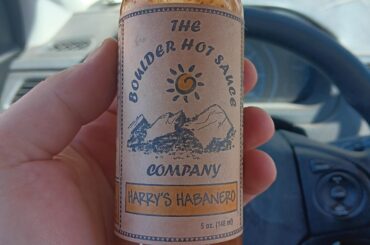 THE
BOULDER HOT SAUCE
COMPANY
HARRY'S HABANERO
5 oz. (148 ml)